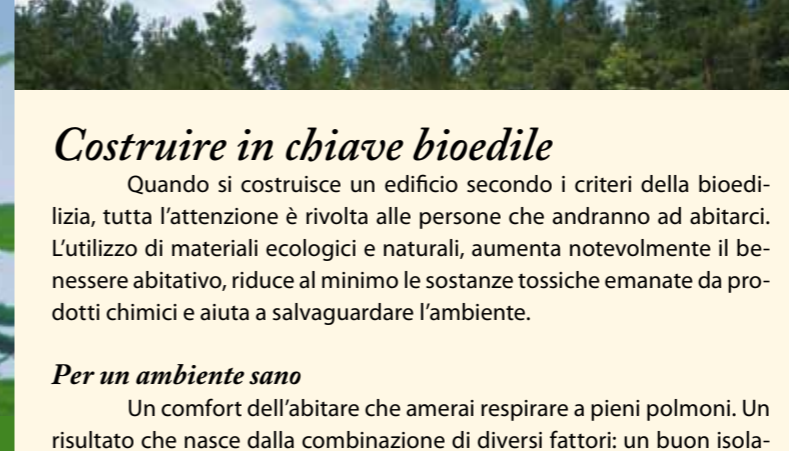 Costruire in chiave bioedile
Quando si costruisce un edificio secondo i criteri della bioedi-
lizia, tutta l'attenzione è rivolta alle persone che andranno ad abitarci.
L'utilizzo di materiali ecologici e naturali, aumenta notevolmente il be-
nessere abitativo, riduce al minimo le sostanze tossiche emanate da pro-
dotti chimici e aiuta a salvaguardare l'ambiente.
Per un ambiente sano
Un comfort dell'abitare che amerai respirare a pieni polmoni. Un
risultato che nasce dalla combinazione di diversi fattori: un buon isola-